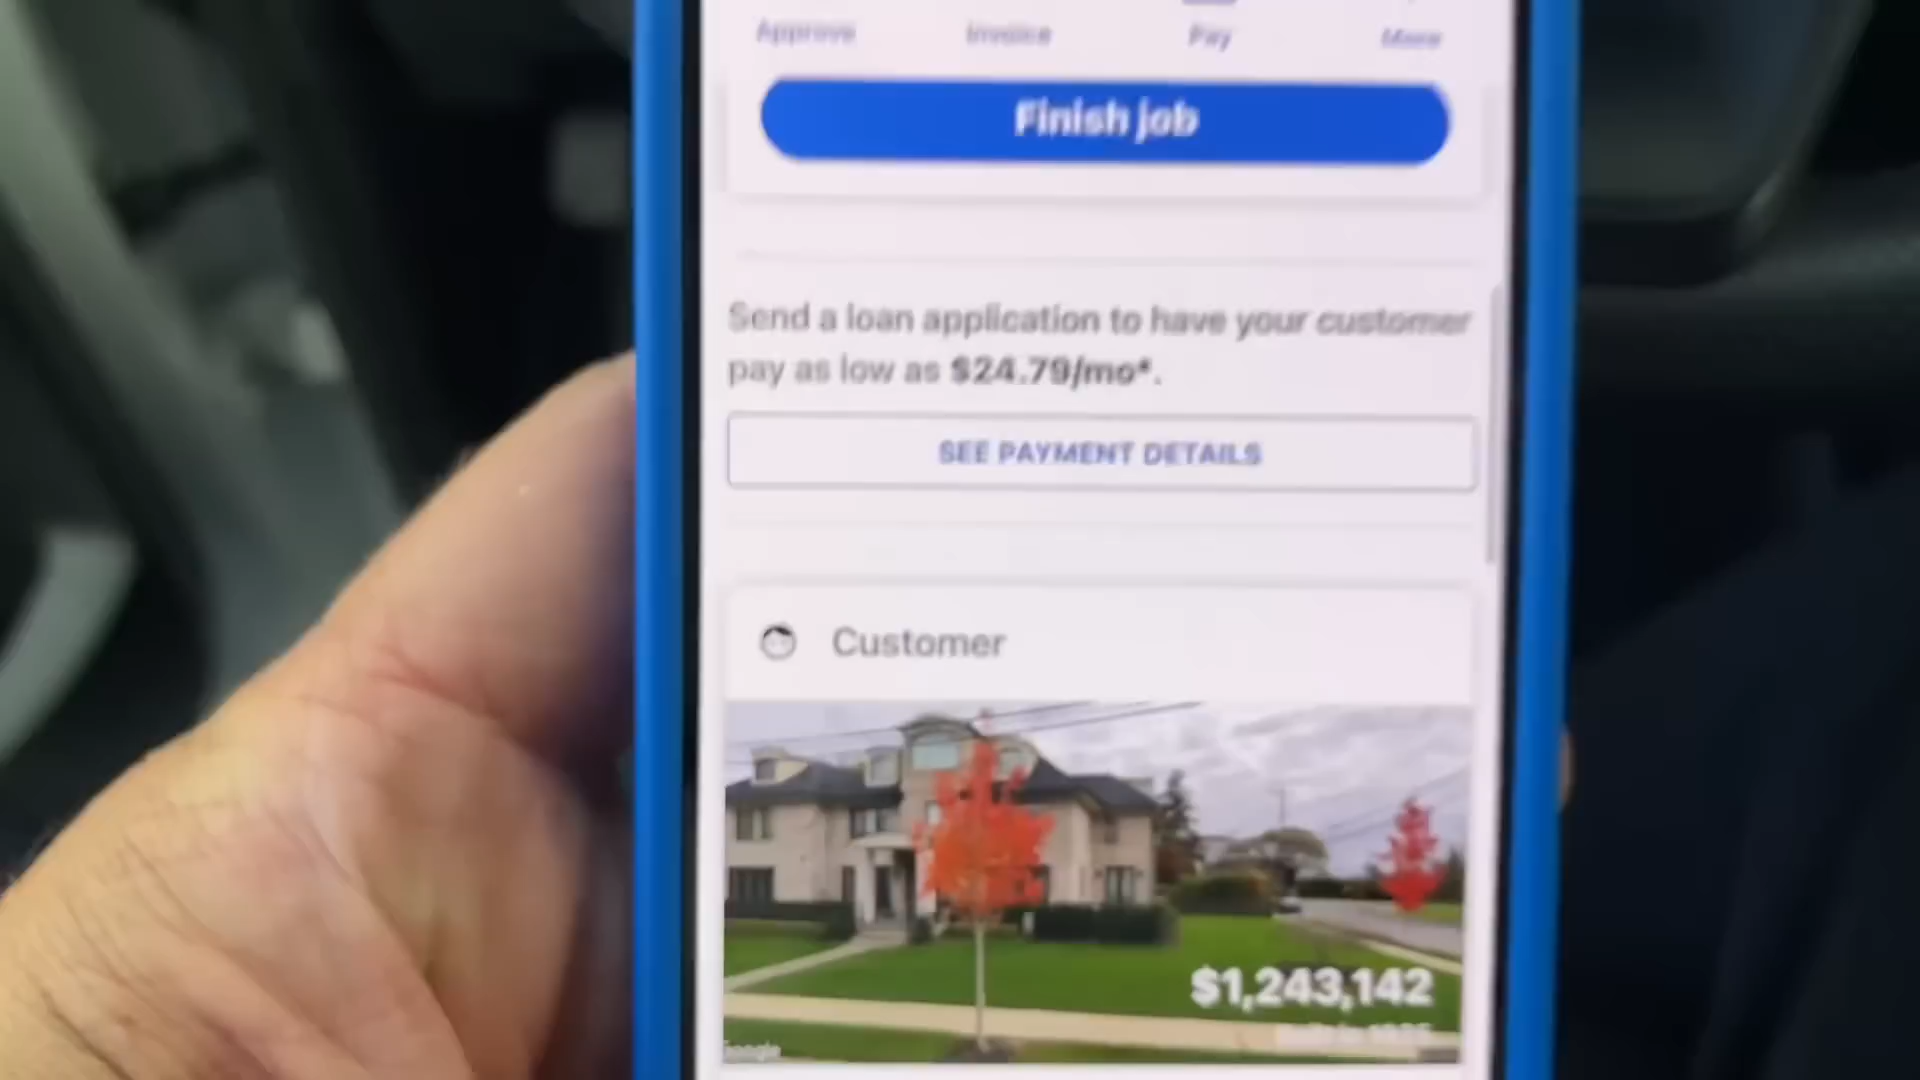 Approve Invoice Pay More
Finish job
Send a loan application to have your customer
pay as low as $24.79/mo*.
SEE PAYMENT DETAILS
Customer
$1,243,142
Google